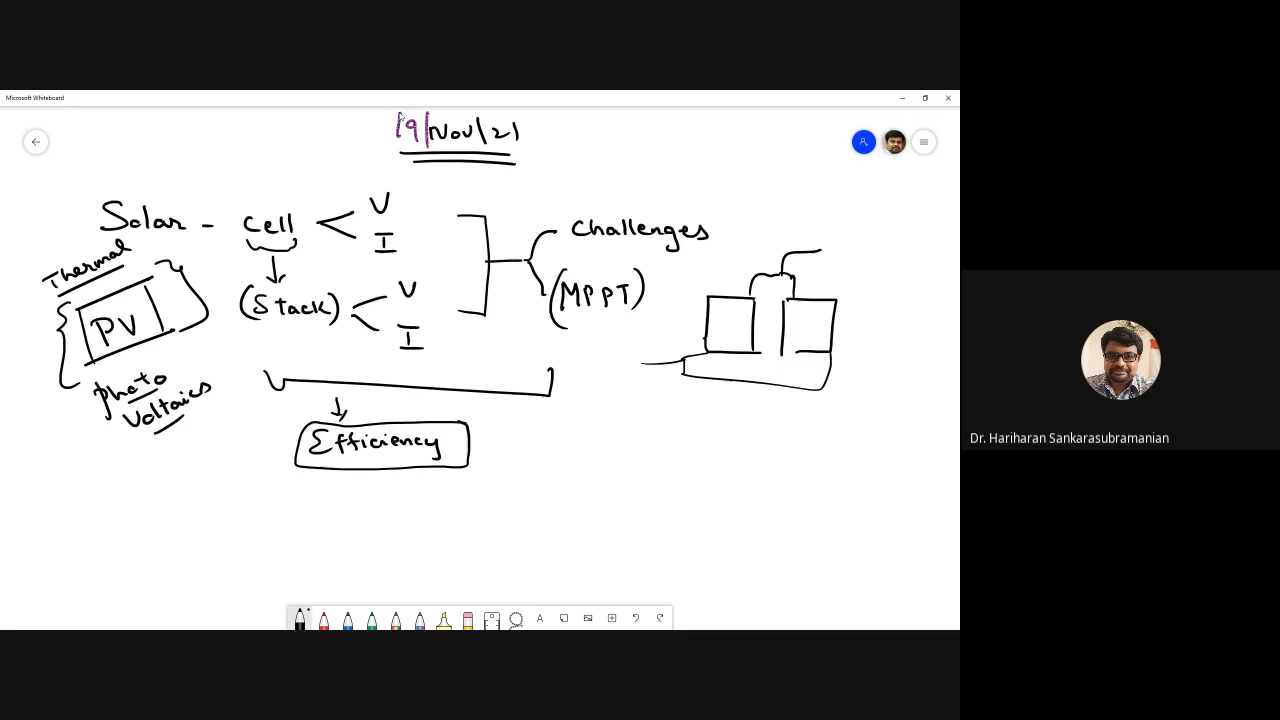 Microsoft Whiteboard
19/Nov/21
Solar - cell < V
I
Challenges
Thermal
(Stack) < V
I
(MPPT)
PV
photo
voltaics
Efficiency
A
Dr. Hariharan Sankarasubramanian